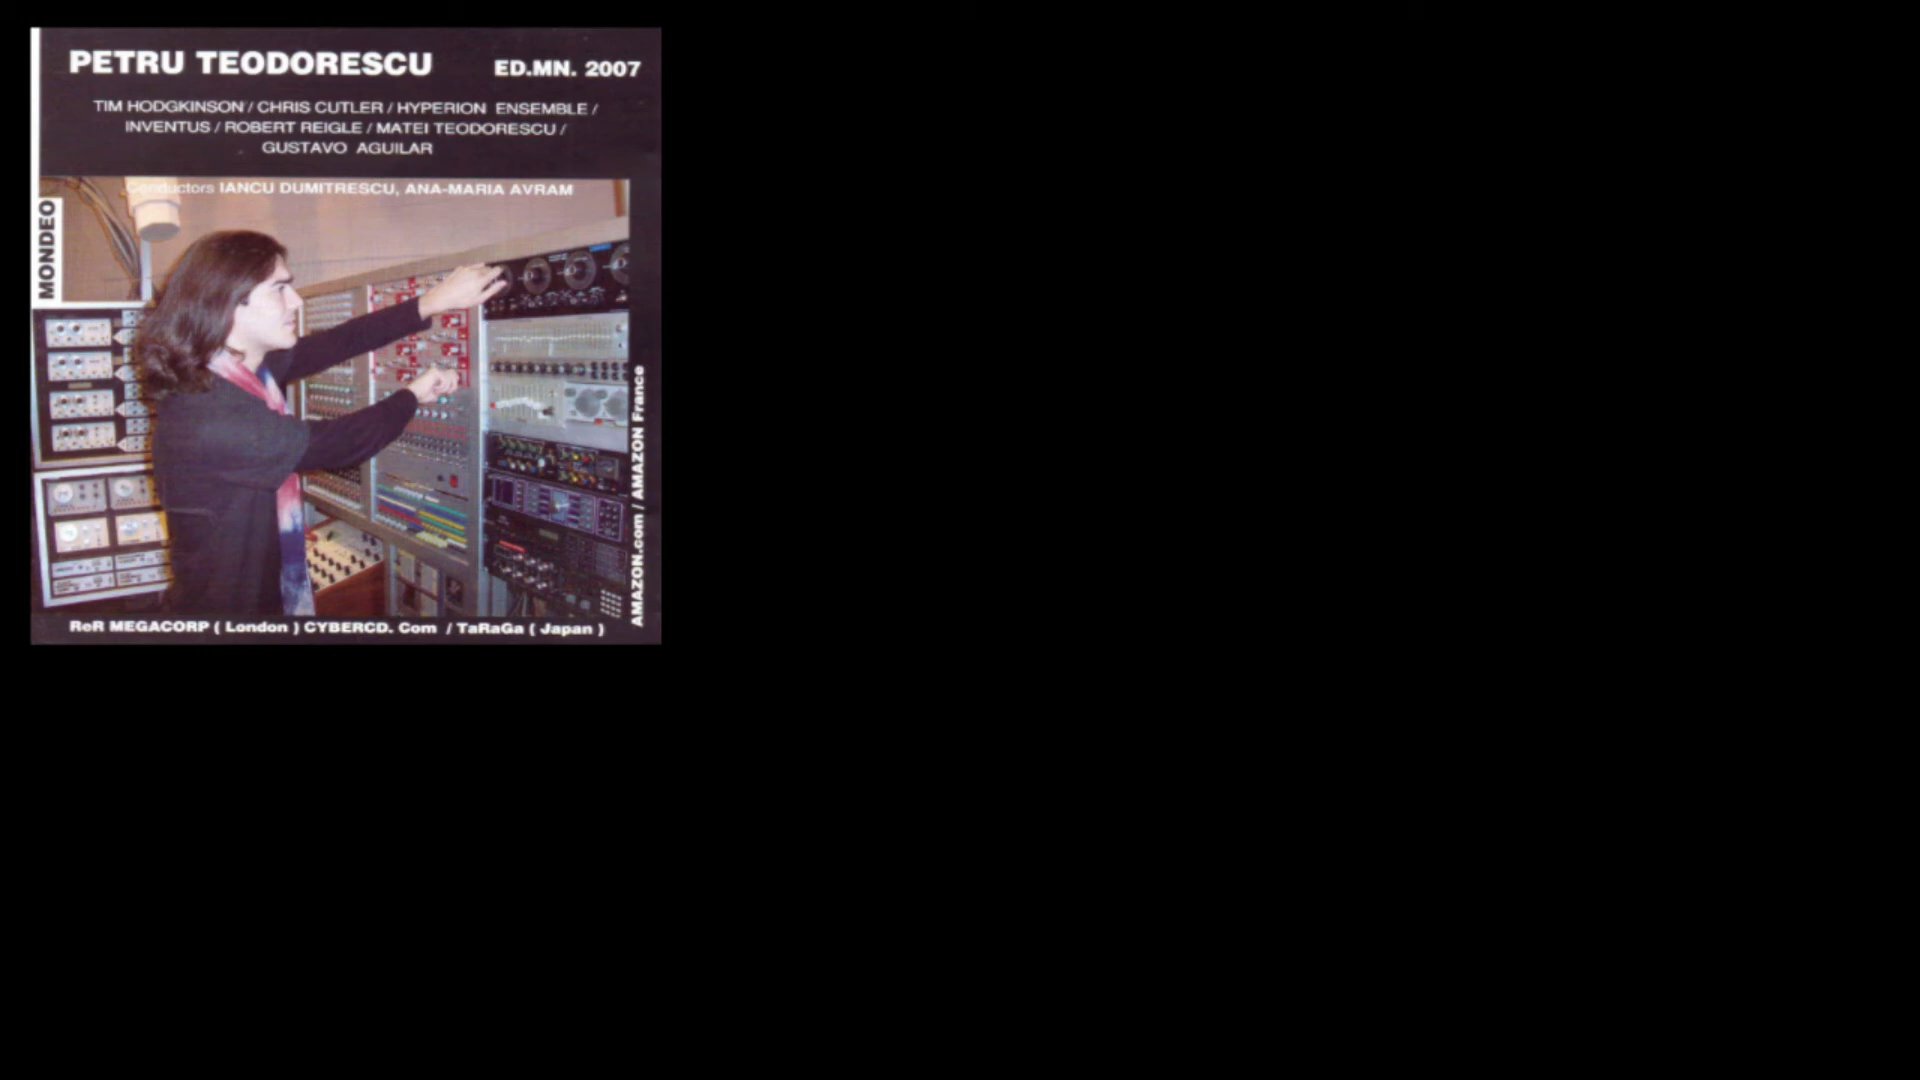 PETRU TEODORESCU
ED.MN. 2007
TIM HODGKINSON / CHRIS CUTLER / HYPERION ENSEMBLE /
INVENTUS / ROBERT REIGLE / MATEI TEODORESCU /
GUSTAVO AGUILAR
Conductors IANCU DUMITRESCU, ANA-MARIA AVRAM
MONDEO
AMAZON.com / AMAZON France
ReR MEGACORP ( London ) CYBERCD. Com / TaRaGa ( Japan )